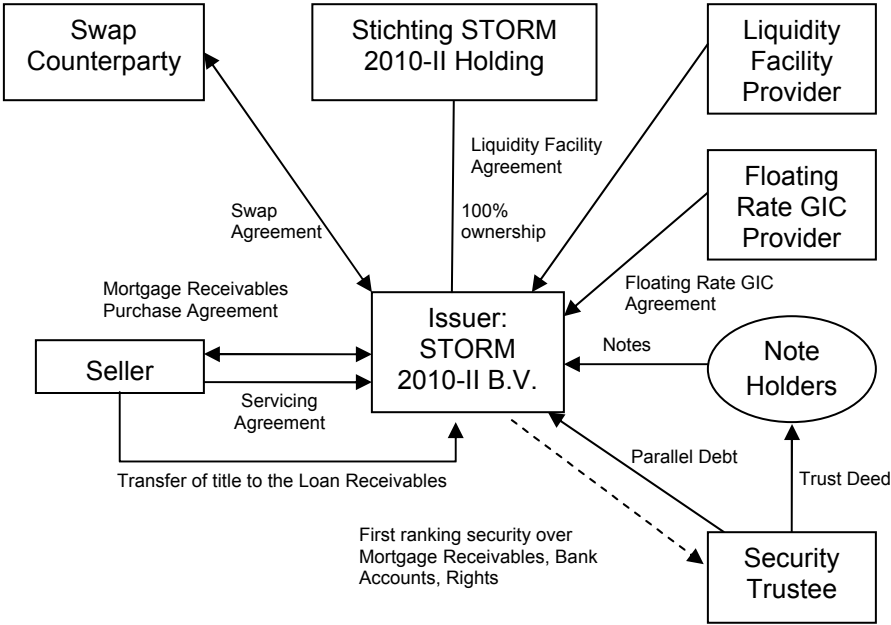 Swap
Counterparty
Stichting STORM
2010-II Holding
Liquidity
Facility
Provider
Liquidity Facility
Agreement
Floating
Rate GIC
Provider
Swap
Agreement
100%
ownership
Mortgage Receivables
Purchase Agreement
Floating Rate GIC
Agreement
Seller
Issuer:
STORM
2010-II B.V.
Notes
Note
Holders
Servicing
Agreement
Transfer of title to the Loan Receivables
Parallel Debt
Trust Deed
First ranking security over
Mortgage Receivables, Bank
Accounts, Rights
Security
Trustee